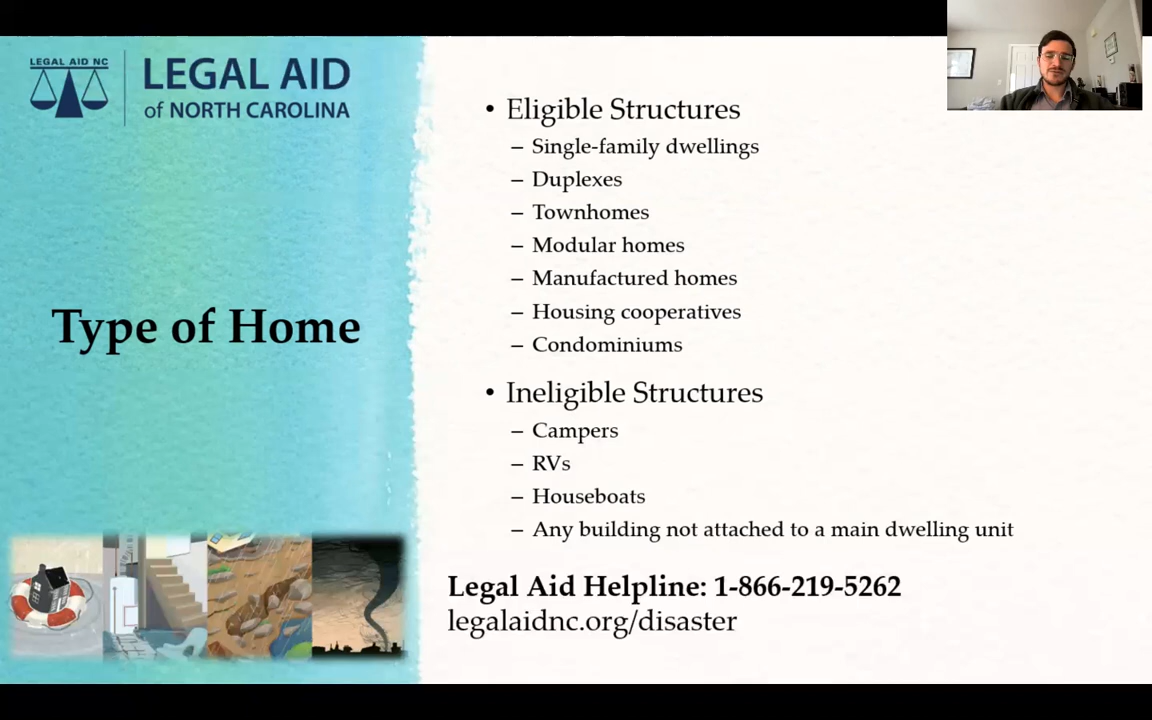 LEGAL AID NC
LEGAL AID
of NORTH CAROLINA
Type of Home
• Eligible Structures
– Single-family dwellings
– Duplexes
– Townhomes
– Modular homes
– Manufactured homes
– Housing cooperatives
– Condominiums
• Ineligible Structures
– Campers
– RVs
– Houseboats
– Any building not attached to a main dwelling unit
Legal Aid Helpline: 1-866-219-5262
legalaidnc.org/disaster